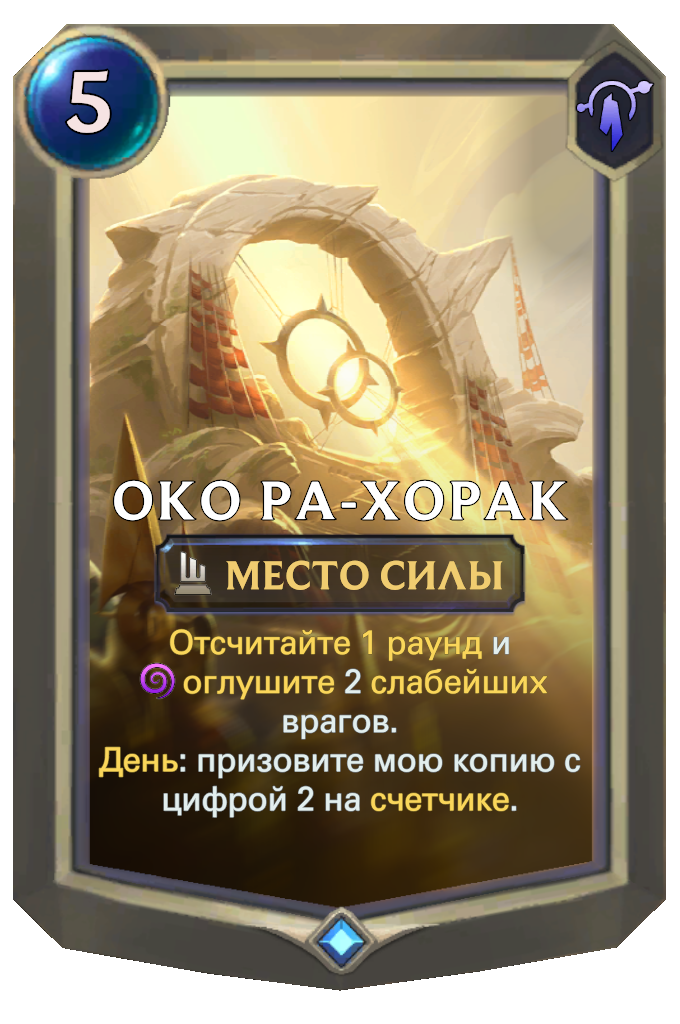 5
ОКО РА-ХОРАК
МЕСТО СИЛЫ
Отсчитайте 1 раунд и
оглушите 2 слабейших
врагов.
День: призовите мою копию с
цифрой 2 на счетчике.